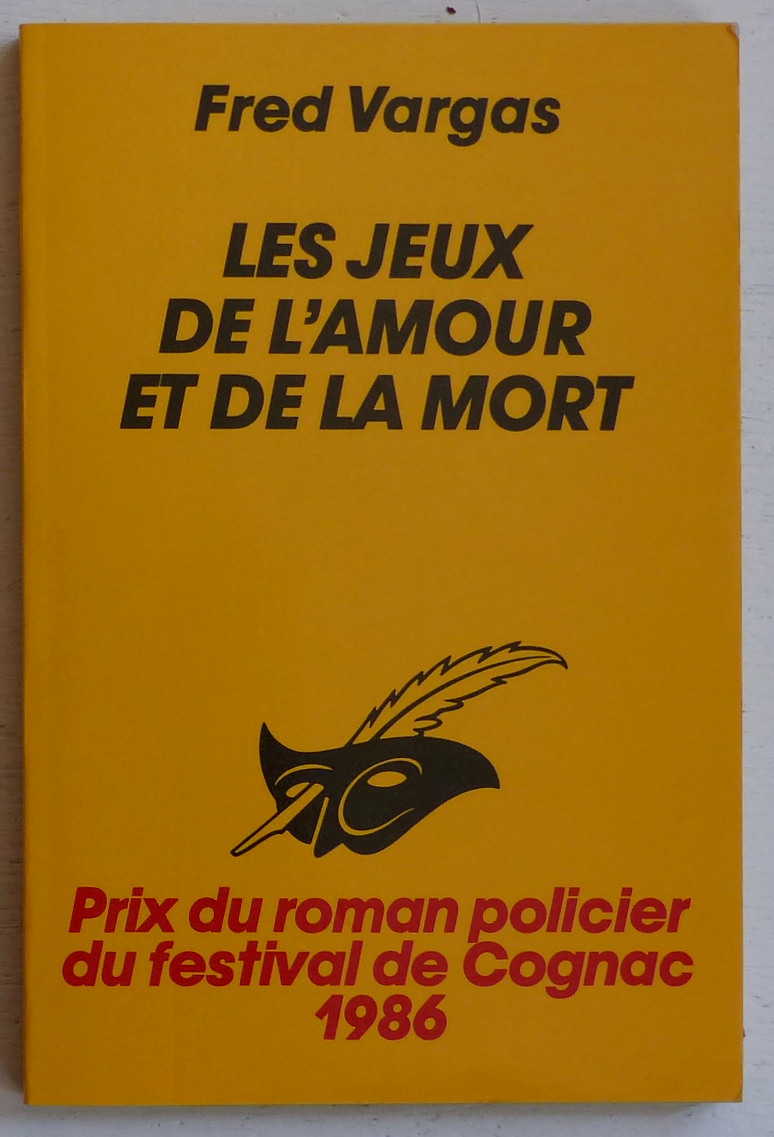 Fred Vargas
LES JEUX
DE L'AMOUR
ET DE LA MORT
Prix du roman policier
du festival de Cognac
1986